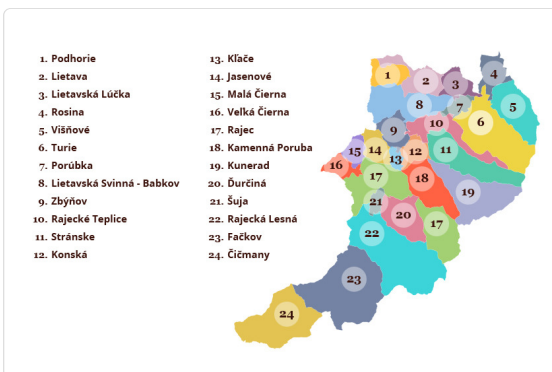 1. Podhorie
2. Lietava
3. Lietavská Lúčka
4. Rosina
5. Višňové
6. Turie
7. Porúbka
8. Lietavská Svinná - Babkov
9. Zbýňov
10. Rajecké Teplice
11. Stránske
12. Konská
13. Kľače
14. Jasenové
15. Malá Čierna
16. Veľká Čierna
17. Rajec
18. Kamenná Poruba
19. Kunerad
20. Ďurčiná
21. Šuja
22. Rajecká Lesná
23. Fačkov
24. Čičmany
1
2
3
4
5
6
7
8
9
10
11
12
13
14
15
16
17
18
19
20
21
17
22
23
24